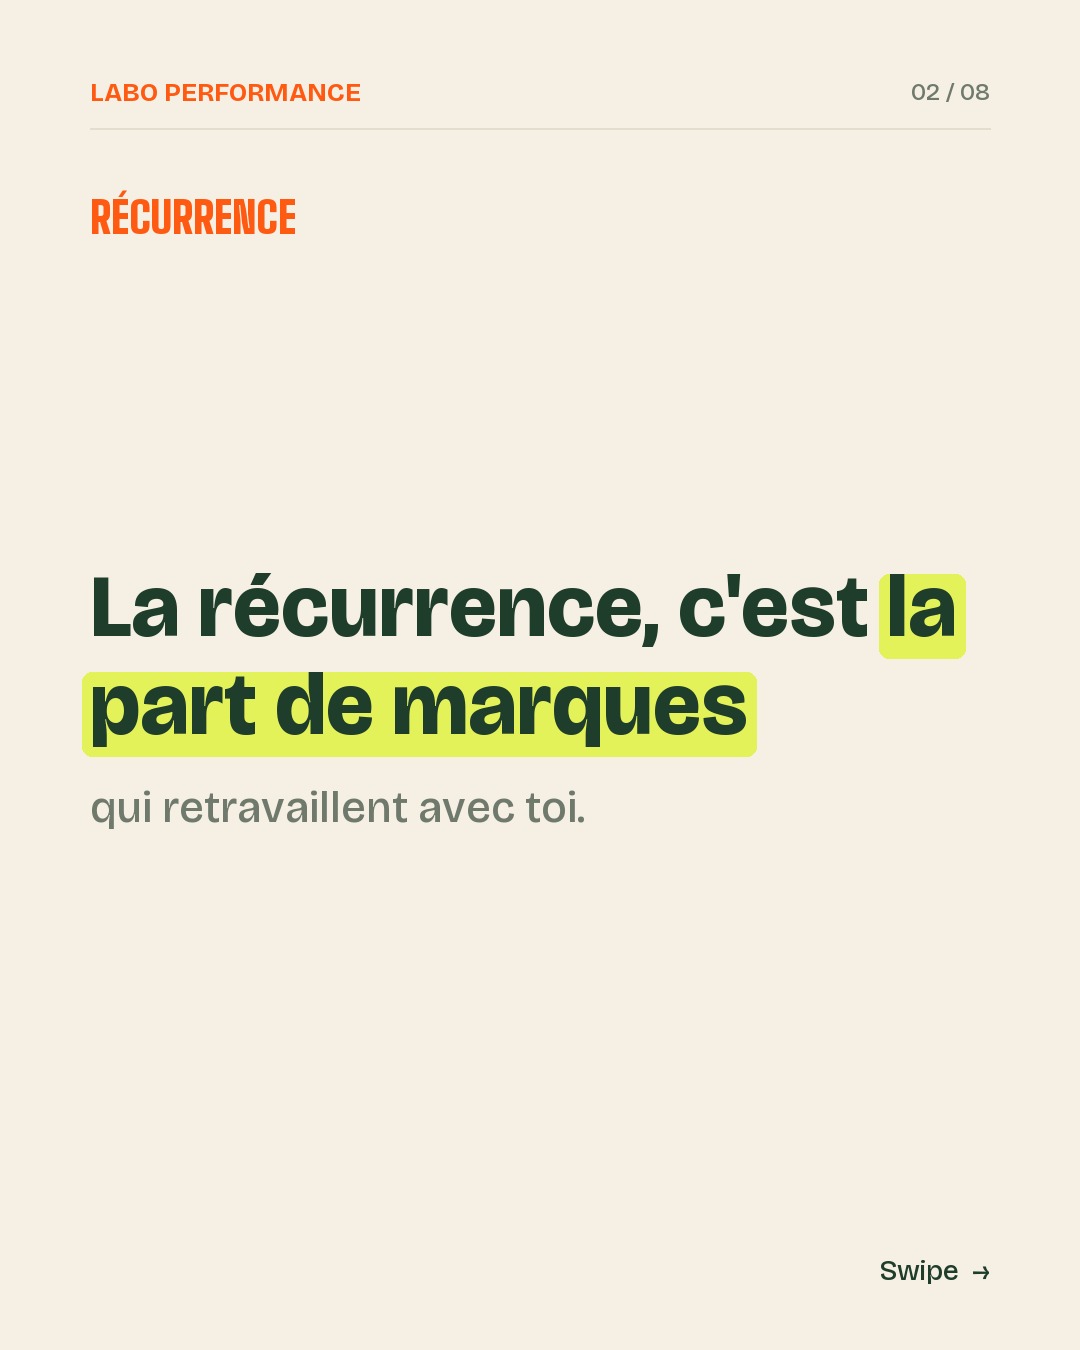 LABO PERFORMANCE
02 / 08
RÉCURRENCE
La récurrence, c'est la
part de marques
qui retravaillent avec toi.
Swipe →